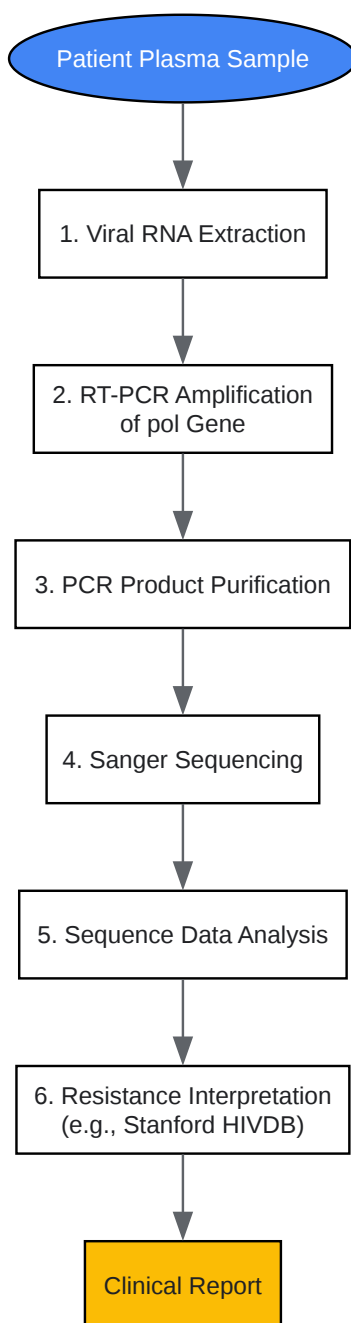 Patient Plasma Sample
1. Viral RNA Extraction
2. RT-PCR Amplification
of pol Gene
3. PCR Product Purification
4. Sanger Sequencing
5. Sequence Data Analysis
6. Resistance Interpretation
(e.g., Stanford HIVDB)
Clinical Report